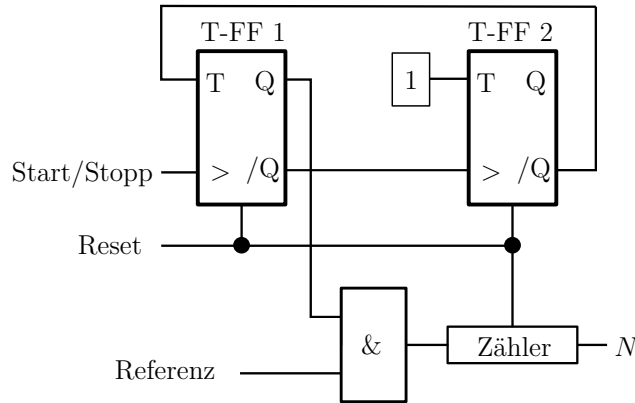 T-FF 1
T-FF 2
T Q
1
T Q
Start/Stopp
> /Q
> /Q
Reset
&
Zähler
N
Referenz